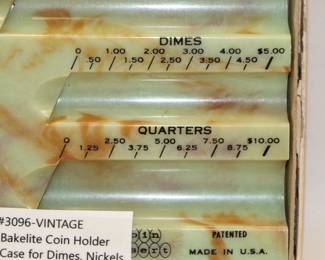 DIMES
0 1.00 2.00 3.00 4.00 $5.00
.50 1.50 2.50 3.50 4.50
QUARTERS
0 2.50 5.00 7.50 $10.00
1.25 3.75 6.25 8.75
#3096-VINTAGE
Bakelite Coin Holder
Case for Dimes, Nickels
PATENTED
MADE IN U.S.A.